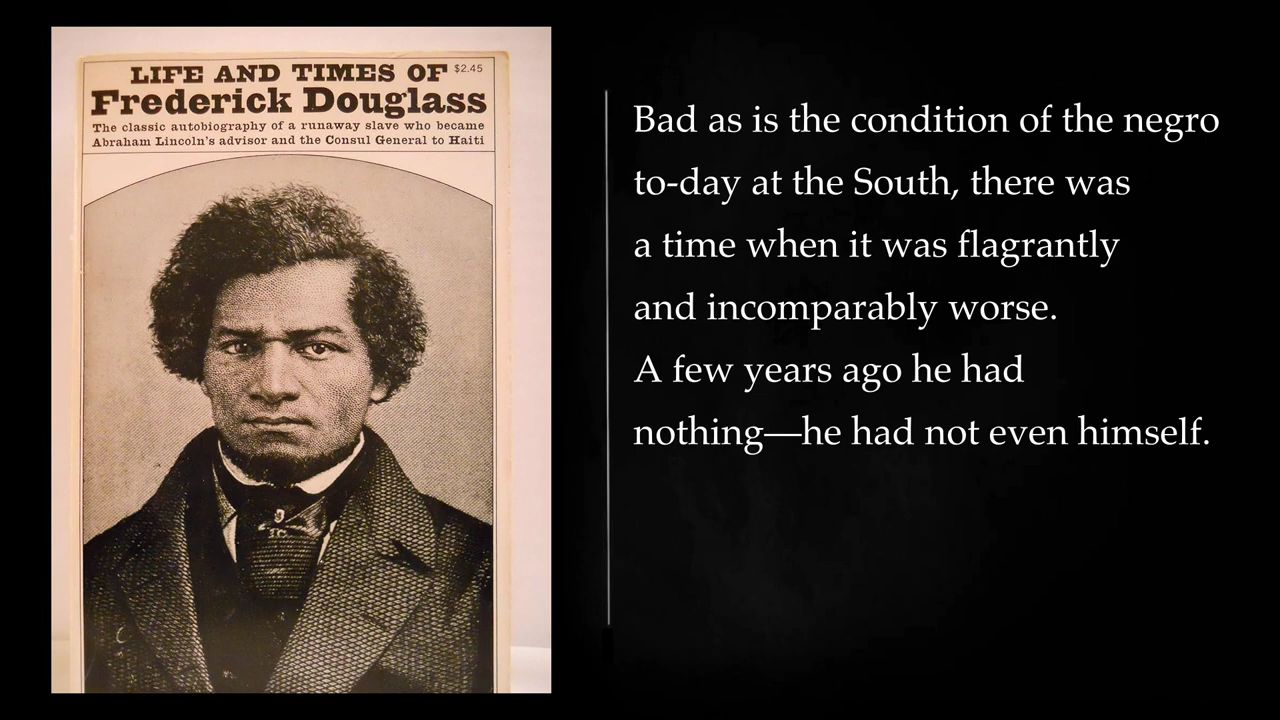 LIFE AND TIMES OF $2.45
Frederick Douglass
The classic autobiography of a runaway slave who became
Abraham Lincoln's advisor and the Consul General to Haiti
Bad as is the condition of the negro
to-day at the South, there was
a time when it was flagrantly
and incomparably worse.
A few years ago he had
nothing—he had not even himself.